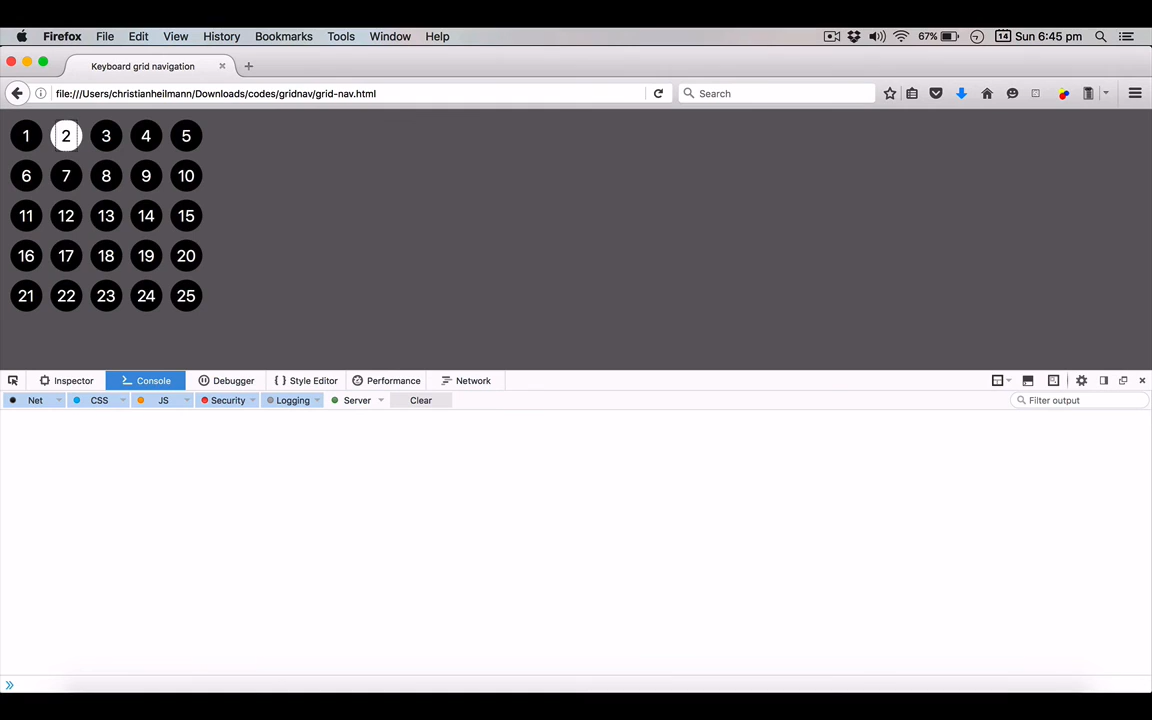 Firefox File Edit View History Bookmarks Tools Window Help 67% 14 Sun 6:45 pm
Keyboard grid navigation
file:///Users/christianheilmann/Downloads/codes/gridnav/grid-nav.html Search
1 2 3 4 5
6 7 8 9 10
11 12 13 14 15
16 17 18 19 20
21 22 23 24 25
Inspector Console Debugger Style Editor Performance Network
Net CSS JS Security Logging Server Clear Filter output